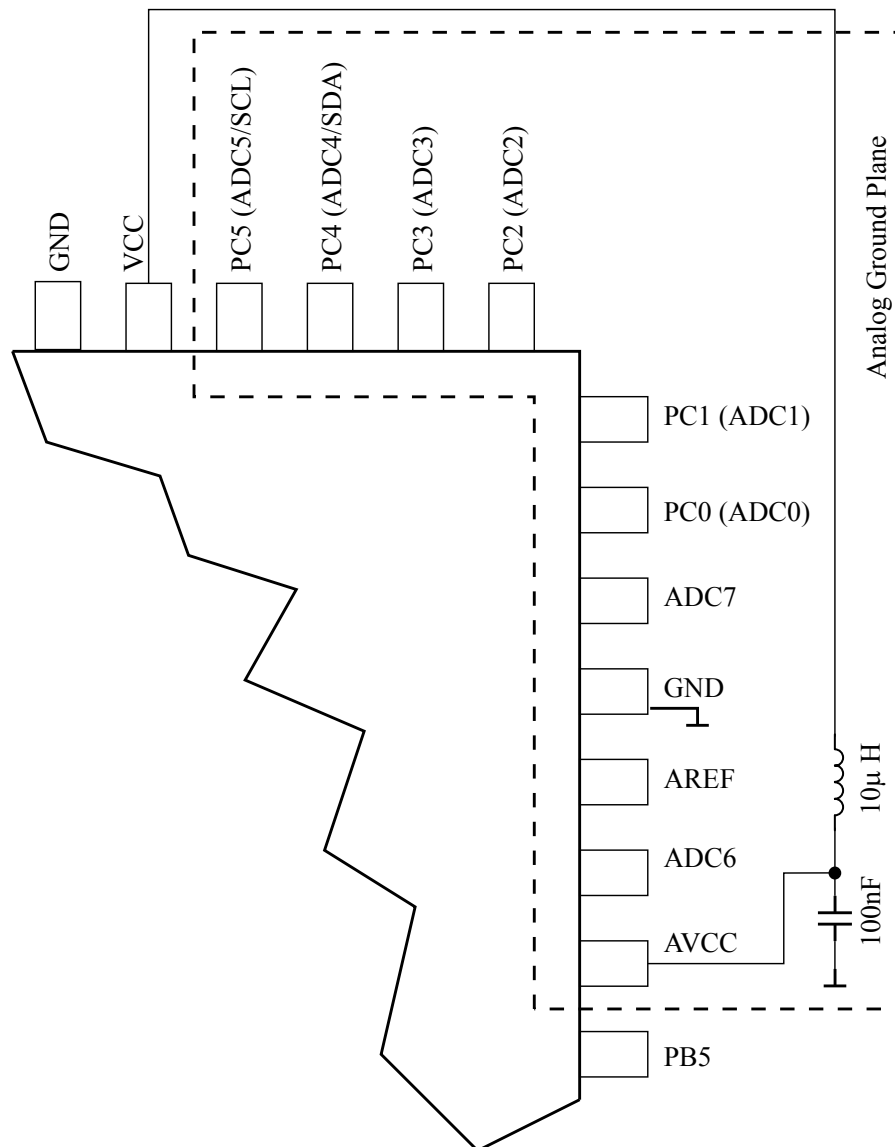 GND
VCC
PC5 (ADC5/SCL)
PC4 (ADC4/SDA)
PC3 (ADC3)
PC2 (ADC2)
Analog Ground Plane
PC1 (ADC1)
PC0 (ADC0)
ADC7
GND
AREF
10µ H
ADC6
100nF
AVCC
PB5